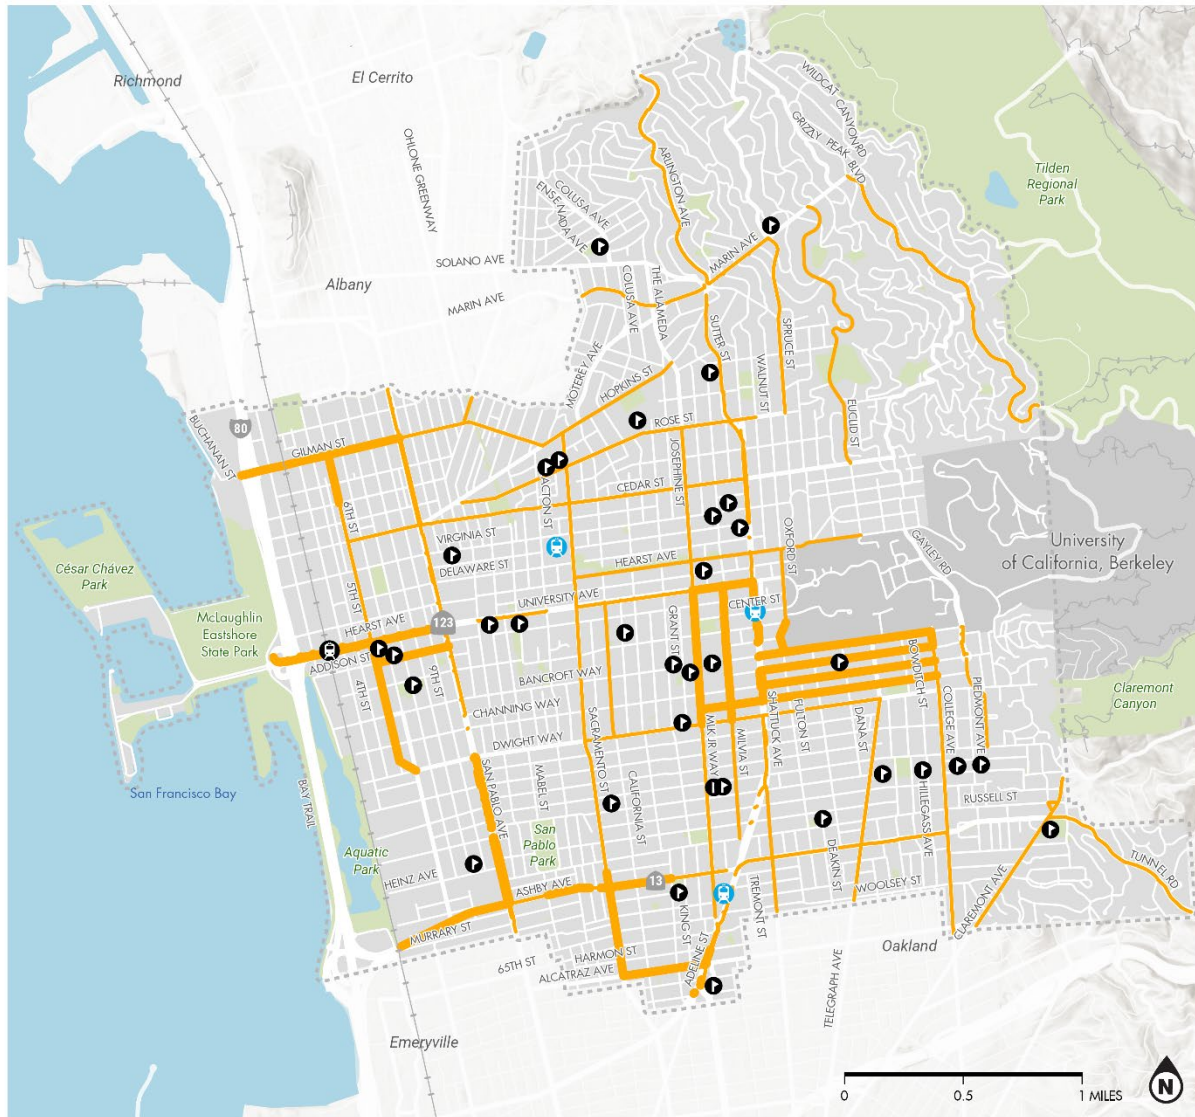 Richmond
El Cerrito
OHLONE GREENWAY
WILDCAT CANYON RD
GRIZZLY PEAK BLVD
Tilden
Regional
Park
ARLINGTON AVE
COLUSA AVE
ENSENADA AVE
MARIN AVE
SOLANO AVE
Albany
MARIN AVE
COLUSA AVE
THE ALAMEDA
SUTTER ST
SPRUCE ST
WALNUT ST
MOTEREY AVE
HOPKINS ST
EUCLID ST
BUCHANAN ST
80
GILMAN ST
ROSE ST
JOSEPHINE ST
ACTON ST
CEDAR ST
6TH ST
VIRGINIA ST
OXFORD ST
GAYLEY RD
University
of California, Berkeley
DELAWARE ST
HEARST AVE
César Chávez
Park
5TH ST
UNIVERSITY AVE
CENTER ST
McLaughlin
Eastshore
State Park
HEARST AVE
123
GRANT ST
ADDISON ST
9TH ST
BANCROFT WAY
BOWDITCH ST
4TH ST
CHANNING WAY
SACRAMENTO ST
MLK JR WAY
MILVIA ST
SHATTUCK AVE
FULTON ST
DANA ST
COLLEGE AVE
PIEDMONT AVE
Claremont
Canyon
DWIGHT WAY
San Francisco Bay
BAY TRAIL
SAN PABLO AVE
MABEL ST
CALIFORNIA ST
HILLEGASS AVE
RUSSELL ST
San
Pablo
Park
Aquatic
Park
DEAKIN ST
TUNNEL RD
HEINZ AVE
ASHBY AVE
13
KING ST
TREMONT ST
WOOLSEY ST
CLAREMONT AVE
MURRARY ST
HARMON ST
65TH ST
ALCATRAZ AVE
ADELINE ST
TELEGRAPH AVE
Oakland
Emeryville
0 0.5 1 MILES
N